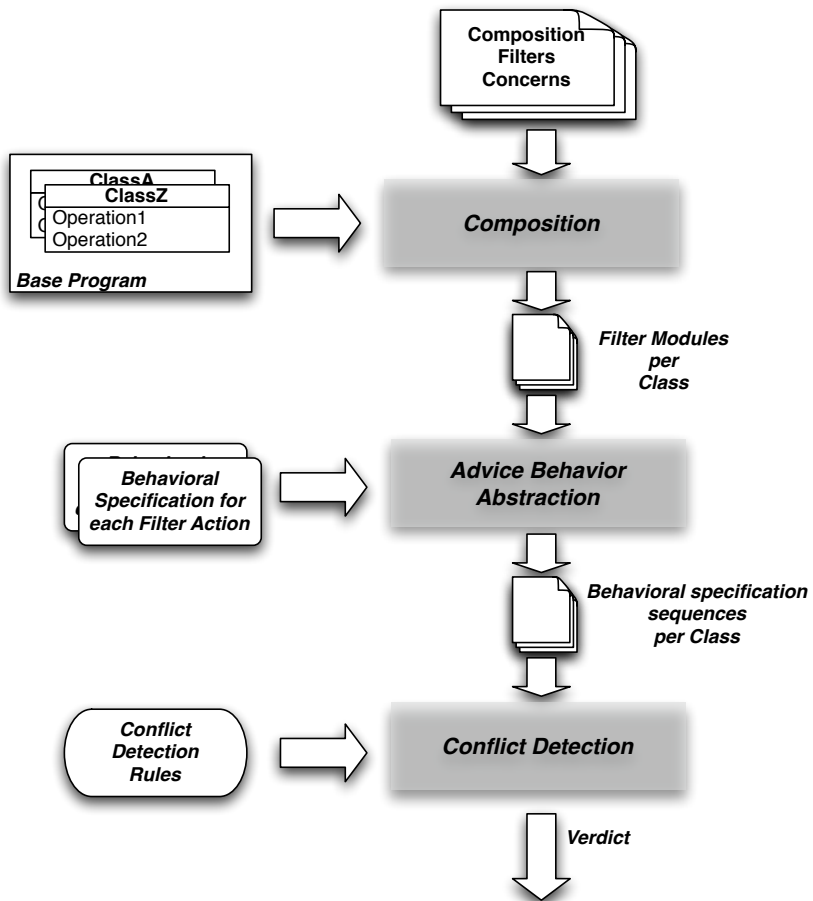 Composition
Filters
Concerns
ClassA
ClassZ
Operation1
Operation2
Base Program
Composition
Filter Modules
per
Class
Behavioral
Specification for
each Filter Action
Advice Behavior
Abstraction
Behavioral specification
sequences
per Class
Conflict
Detection
Rules
Conflict Detection
Verdict